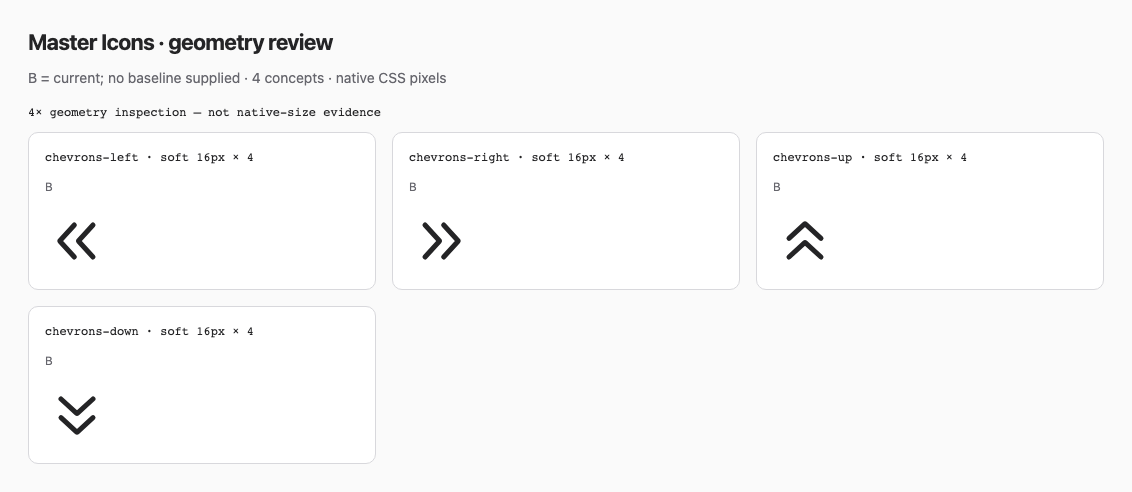 Master Icons · geometry review
B = current; no baseline supplied · 4 concepts · native CSS pixels
4× geometry inspection — not native-size evidence
chevrons-left · soft 16px × 4
B
chevrons-right · soft 16px × 4
B
chevrons-up · soft 16px × 4
B
chevrons-down · soft 16px × 4
B